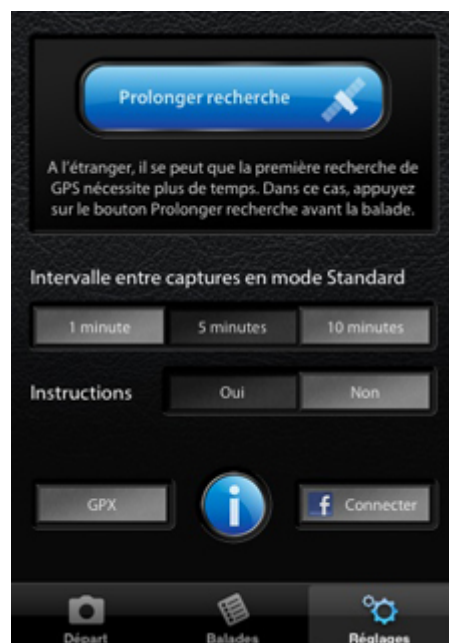 Prolonger recherche
A l'étranger, il se peut que la première recherche de
GPS nécessite plus de temps. Dans ce cas, appuyez
sur le bouton Prolonger recherche avant la balade.
Intervalle entre captures en mode Standard
1 minute 5 minutes 10 minutes
Instructions Oui Non
GPX i f Connecter
Départ Balades Réglages